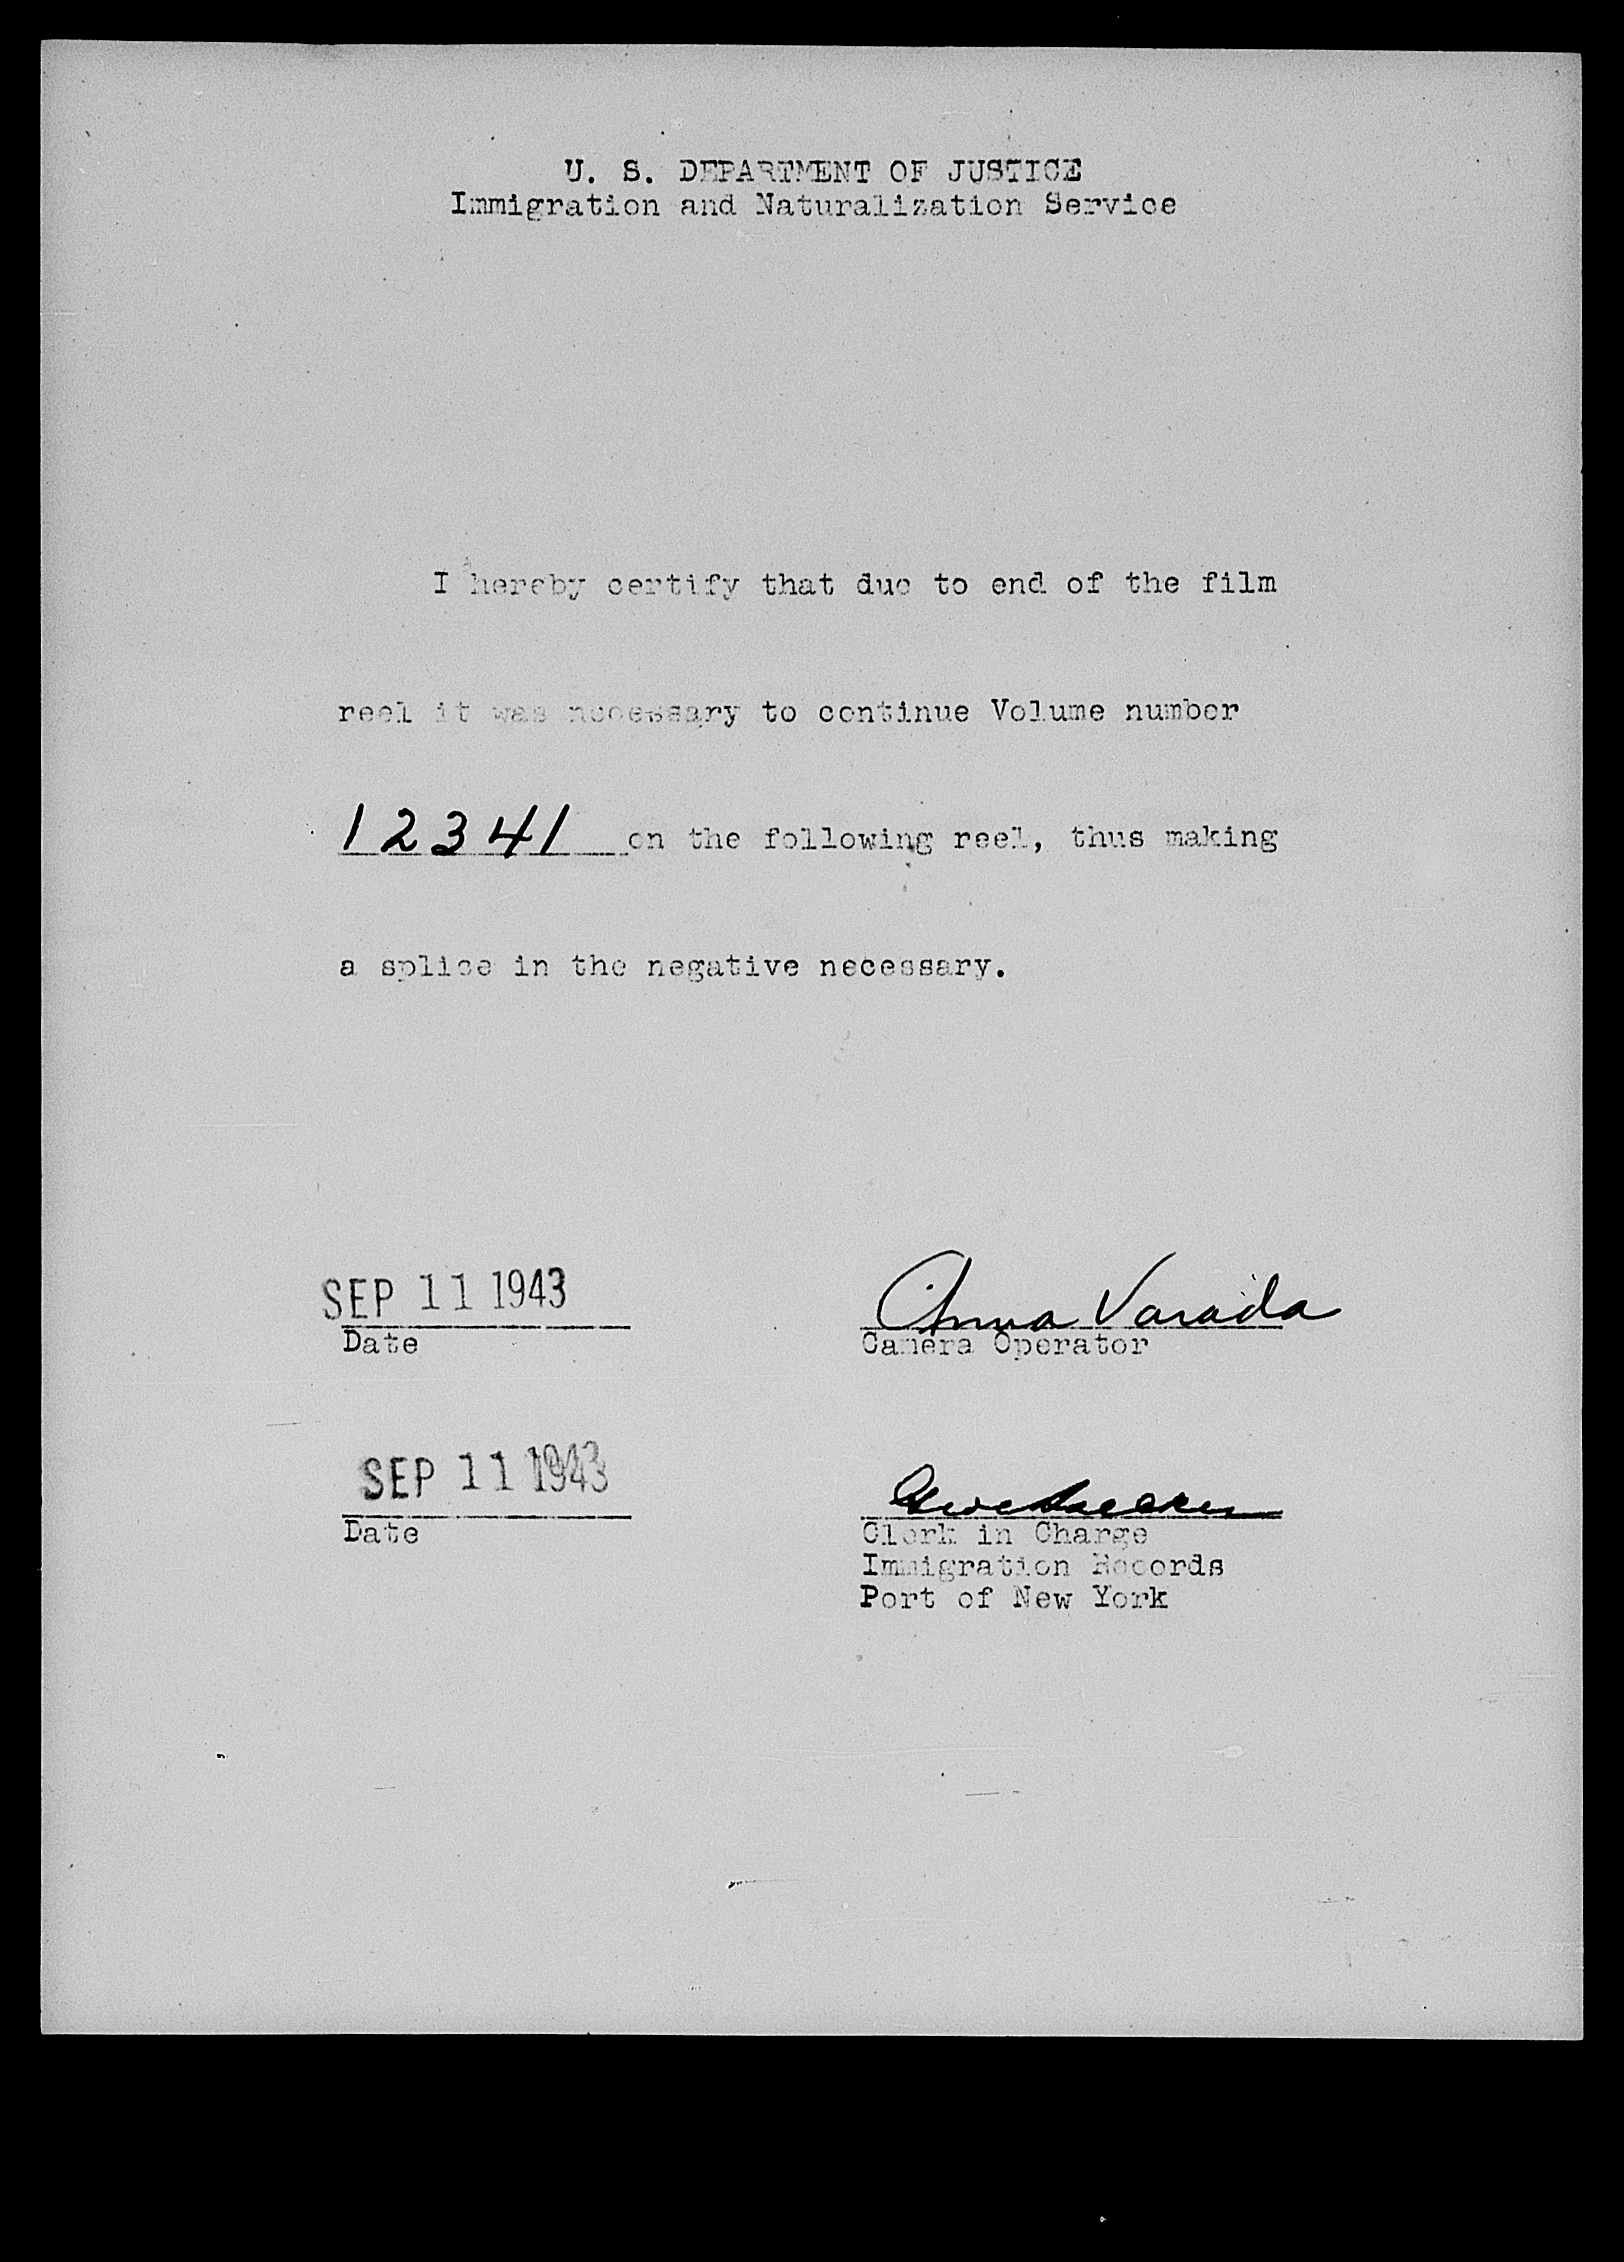 U. S. DEPARTMENT OF JUSTICE
Immigration and Naturalization Service
I hereby certify that due to end of the film
reel it was necessary to continue Volume number
12341 on the following reel, thus making
a splice in the negative necessary.
SEP 11 1943
Date
Anna Varada
Camera Operator
SEP 11 1943
Date
Clerk in Charge
Immigration Records
Port of New York